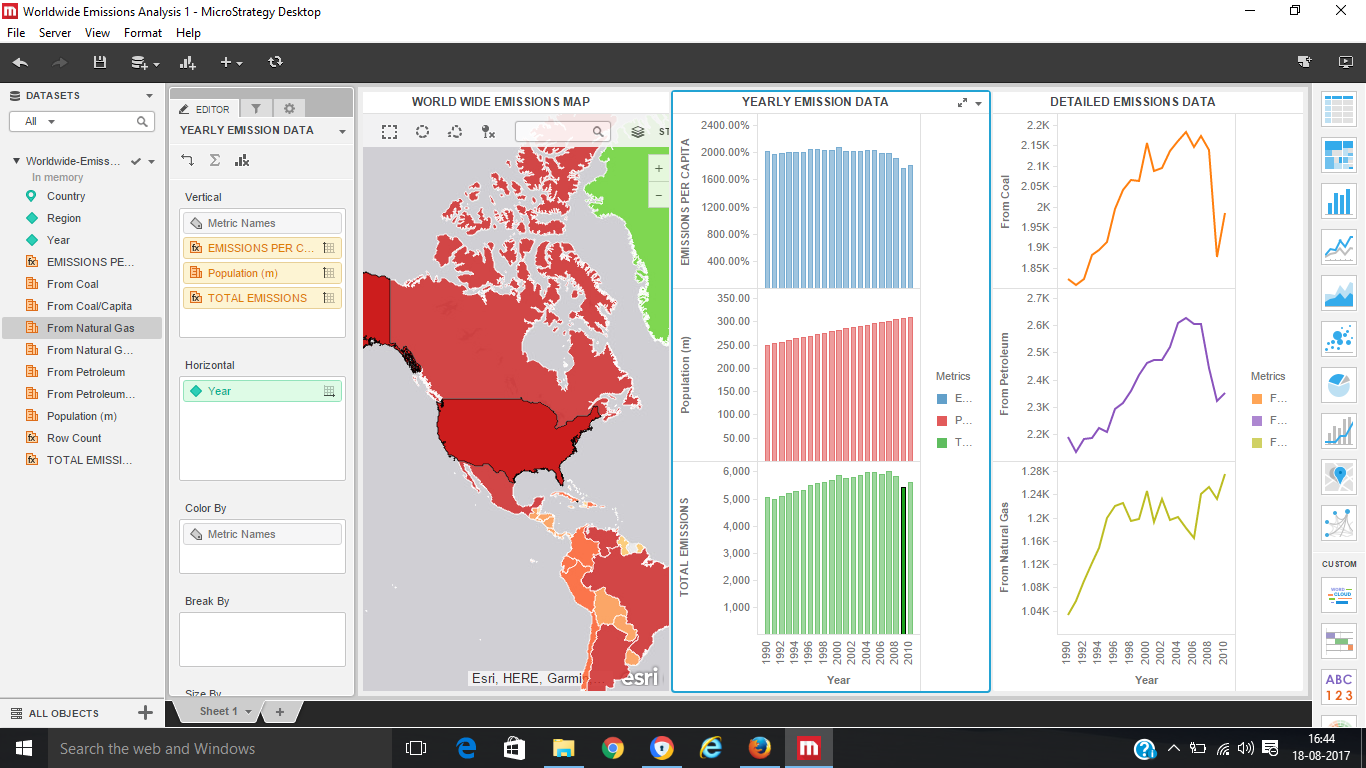 Worldwide Emissions Analysis 1 - MicroStrategy Desktop
File Server View Format Help
DATASETS
All
Worldwide-Emiss...
In memory
Country
Region
Year
EMISSIONS PE...
From Coal
From Coal/Capita
From Natural Gas
From Natural G...
From Petroleum
From Petroleum...
Population (m)
Row Count
TOTAL EMISSI...
ALL OBJECTS
EDITOR
YEARLY EMISSION DATA
Vertical
Metric Names
EMISSIONS PER C...
Population (m)
TOTAL EMISSIONS
Horizontal
Year
Color By
Metric Names
Break By
Size By
WORLD WIDE EMISSIONS MAP
ST
+
−
Esri, HERE, Garmi
esri
YEARLY EMISSION DATA
EMISSIONS PER CAPITA
2400.00%
2000.00%
1600.00%
1200.00%
800.00%
400.00%
Population (m)
350.00
300.00
250.00
200.00
150.00
100.00
50.00
TOTAL EMISSIONS
6,000
5,000
4,000
3,000
2,000
1,000
1990 1992 1994 1996 1998 2000 2002 2004 2006 2008 2010
Year
Metrics
E...
P...
T...
DETAILED EMISSIONS DATA
From Coal
2.2K
2.15K
2.1K
2.05K
2K
1.95K
1.9K
1.85K
From Petroleum
2.7K
2.6K
2.5K
2.4K
2.3K
2.2K
From Natural Gas
1.28K
1.24K
1.2K
1.16K
1.12K
1.08K
1.04K
1990 1992 1994 1996 1998 2000 2002 2004 2006 2008 2010
Year
Metrics
F...
F...
F...
CUSTOM
WORD
CLOUD
ABC
123
Sheet 1
Search the web and Windows
16:44
18-08-2017